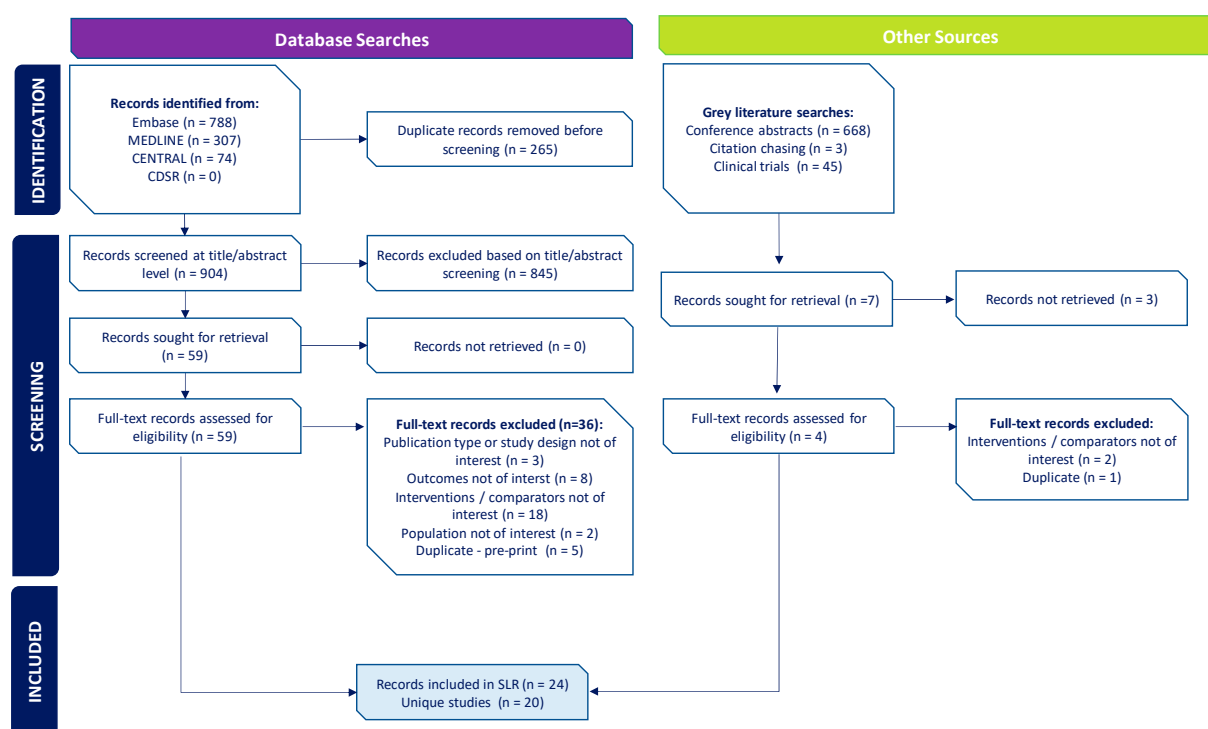 Database Searches
Other Sources
IDENTIFICATION
Records identified from:
Embase (n = 788)
MEDLINE (n = 307)
CENTRAL (n = 74)
CDSR (n = 0)
Duplicate records removed before
screening (n = 265)
Grey literature searches:
Conference abstracts (n = 668)
Citation chasing (n = 3)
Clinical trials (n = 45)
SCREENING
Records screened at title/abstract
level (n = 904)
Records excluded based on title/abstract
screening (n = 845)
Records sought for retrieval
(n = 59)
Records not retrieved (n = 0)
Records sought for retrieval (n =7)
Records not retrieved (n = 3)
Full-text records assessed for
eligibility (n = 59)
Full-text records excluded (n=36):
Publication type or study design not of
interest (n = 3)
Outcomes not of interst (n = 8)
Interventions / comparators not of
interest (n = 18)
Population not of interest (n = 2)
Duplicate - pre-print (n = 5)
Full-text records assessed for
eligibility (n = 4)
Full-text records excluded:
Interventions / comparators not of
interest (n = 2)
Duplicate (n = 1)
INCLUDED
Records included in SLR (n = 24)
Unique studies (n = 20)